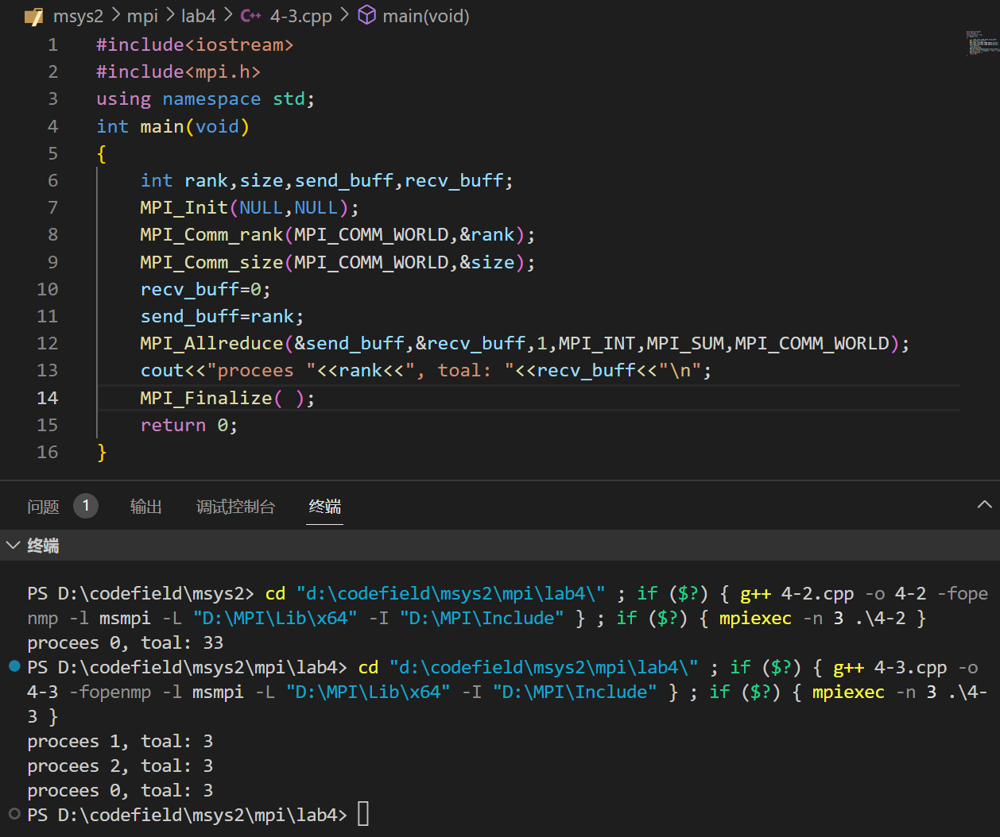 msys2 > mpi > lab4 > C++ 4-3.cpp > main(void)
1 #include<iostream>
2 #include<mpi.h>
3 using namespace std;
4 int main(void)
5 {
6 int rank,size,send_buff,recv_buff;
7 MPI_Init(NULL,NULL);
8 MPI_Comm_rank(MPI_COMM_WORLD,&rank);
9 MPI_Comm_size(MPI_COMM_WORLD,&size);
10 recv_buff=0;
11 send_buff=rank;
12 MPI_Allreduce(&send_buff,&recv_buff,1,MPI_INT,MPI_SUM,MPI_COMM_WORLD);
13 cout<<"procees "<<rank<<", toal: "<<recv_buff<<"\n";
14 MPI_Finalize( );
15 return 0;
16 }
问题 1 输出 调试控制台 终端
终端
PS D:\codefield\msys2> cd "d:\codefield\msys2\mpi\lab4\" ; if ($?) { g++ 4-2.cpp -o 4-2 -fope
nmp -l msmpi -L "D:\MPI\Lib\x64" -I "D:\MPI\Include" } ; if ($?) { mpiexec -n 3 .\4-2 }
procees 0, toal: 33
PS D:\codefield\msys2\mpi\lab4> cd "d:\codefield\msys2\mpi\lab4\" ; if ($?) { g++ 4-3.cpp -o
4-3 -fopenmp -l msmpi -L "D:\MPI\Lib\x64" -I "D:\MPI\Include" } ; if ($?) { mpiexec -n 3 .\4-
3 }
procees 1, toal: 3
procees 2, toal: 3
procees 0, toal: 3
PS D:\codefield\msys2\mpi\lab4>